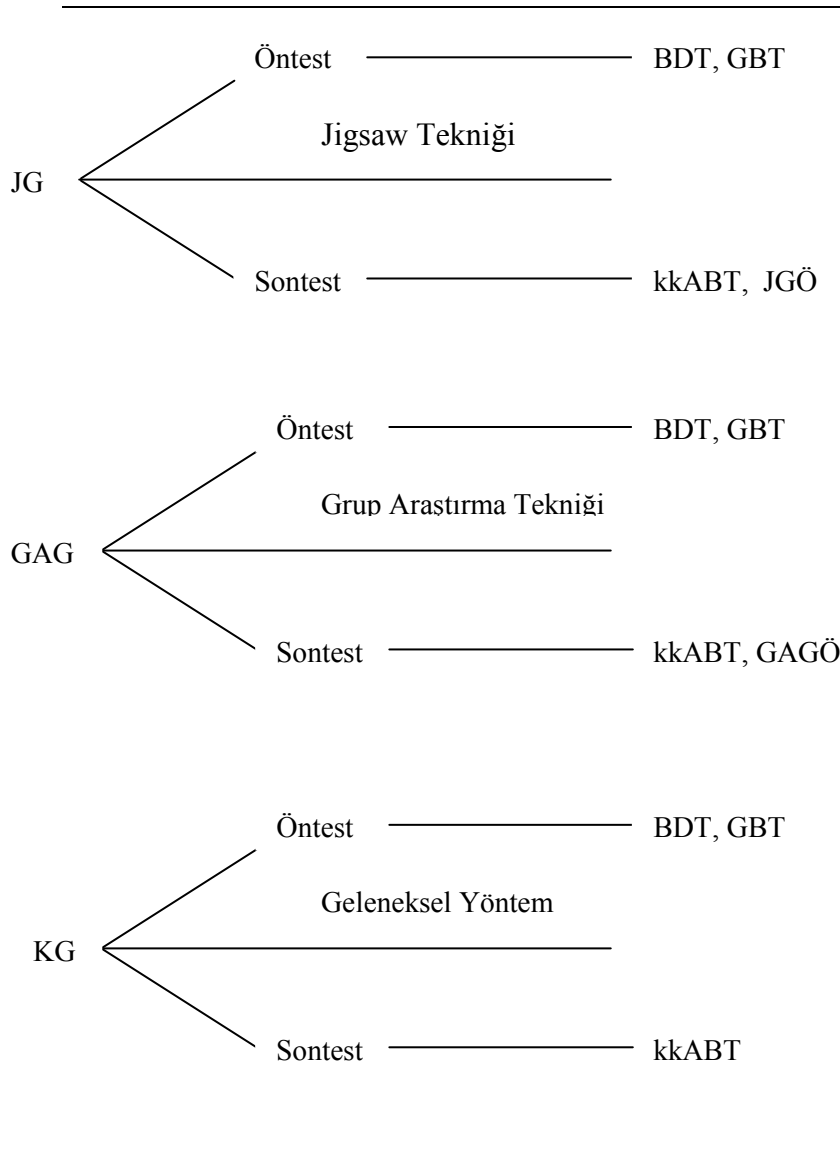 Öntest BDT, GBT
Jigsaw Tekniği
JG
Sontest kkABT, JGÖ
Öntest BDT, GBT
Grup Araştırma Tekniği
GAG
Sontest kkABT, GAGÖ
Öntest BDT, GBT
Geleneksel Yöntem
KG
Sontest kkABT